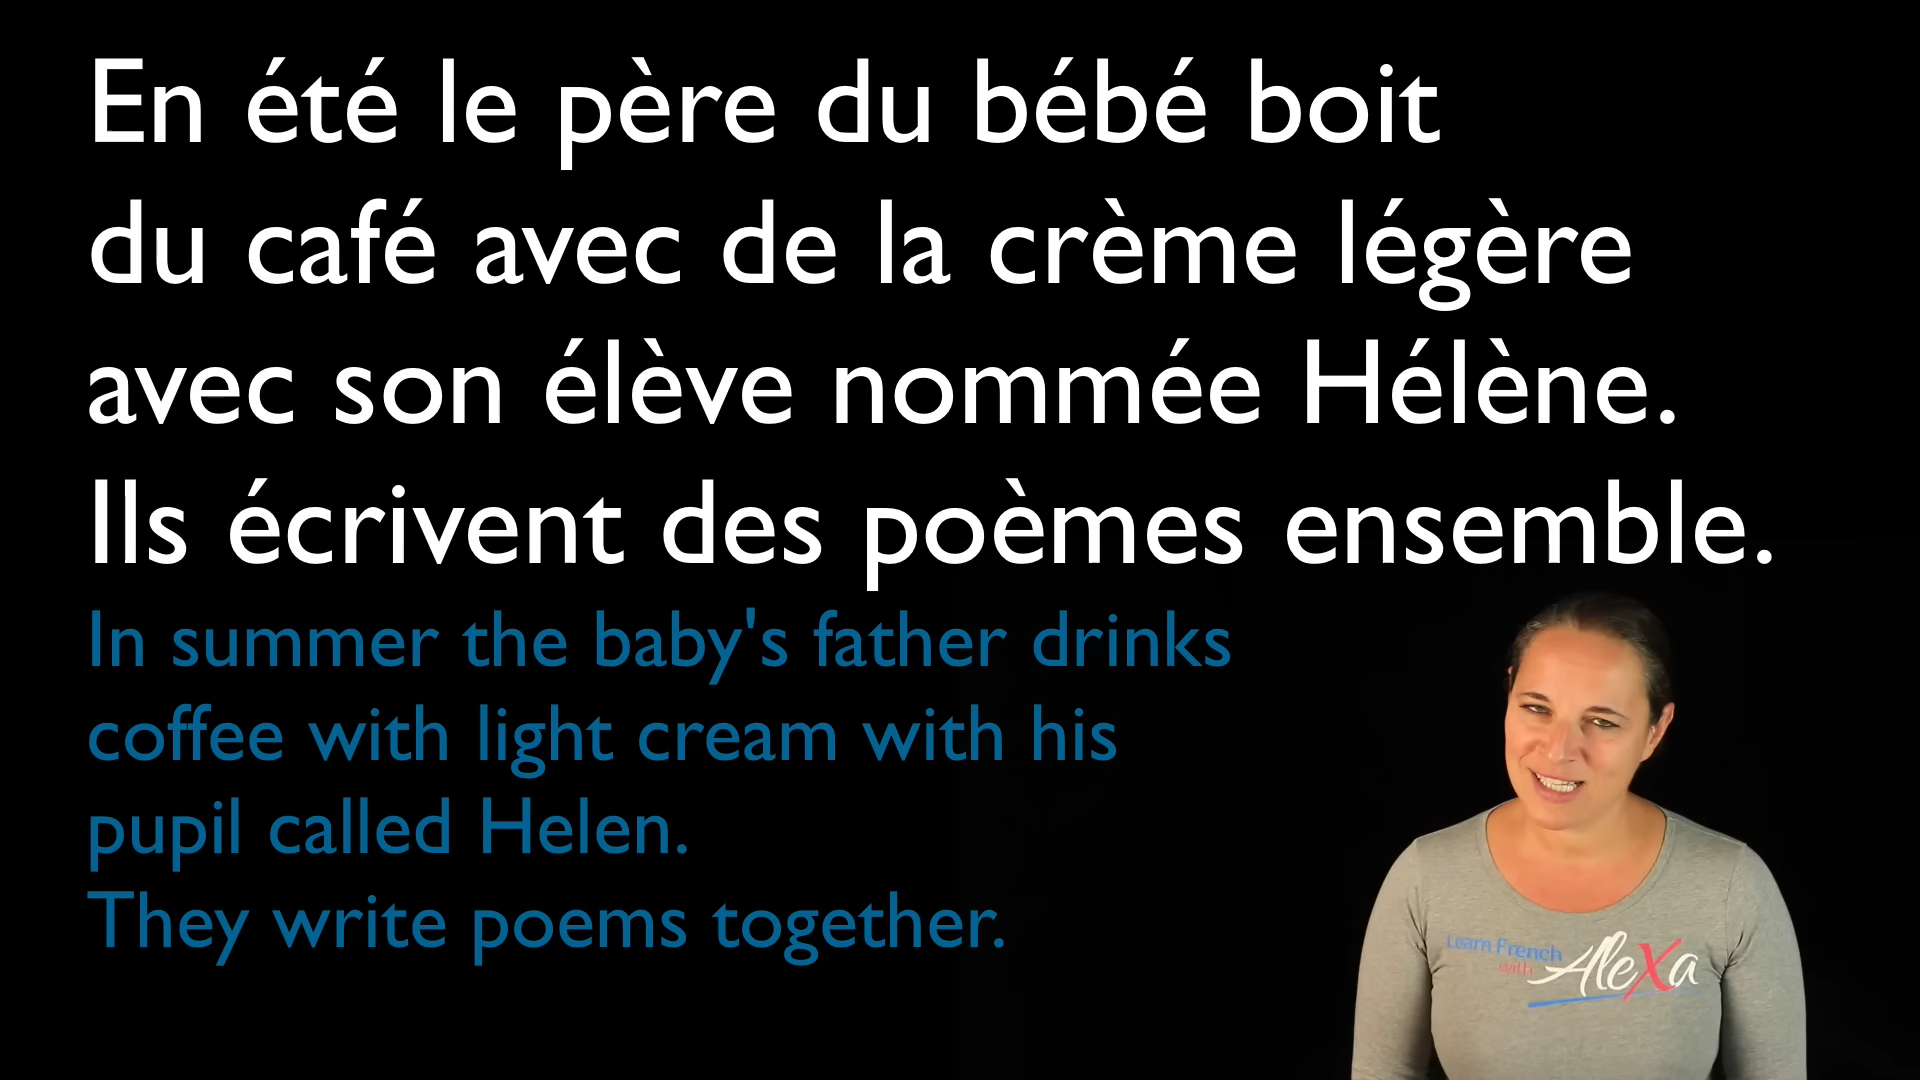 En été le père du bébé boit
du café avec de la crème légère
avec son élève nommée Hélène.
Ils écrivent des poèmes ensemble.
In summer the baby's father drinks
coffee with light cream with his
pupil called Helen.
They write poems together.
Learn French
with Alexa